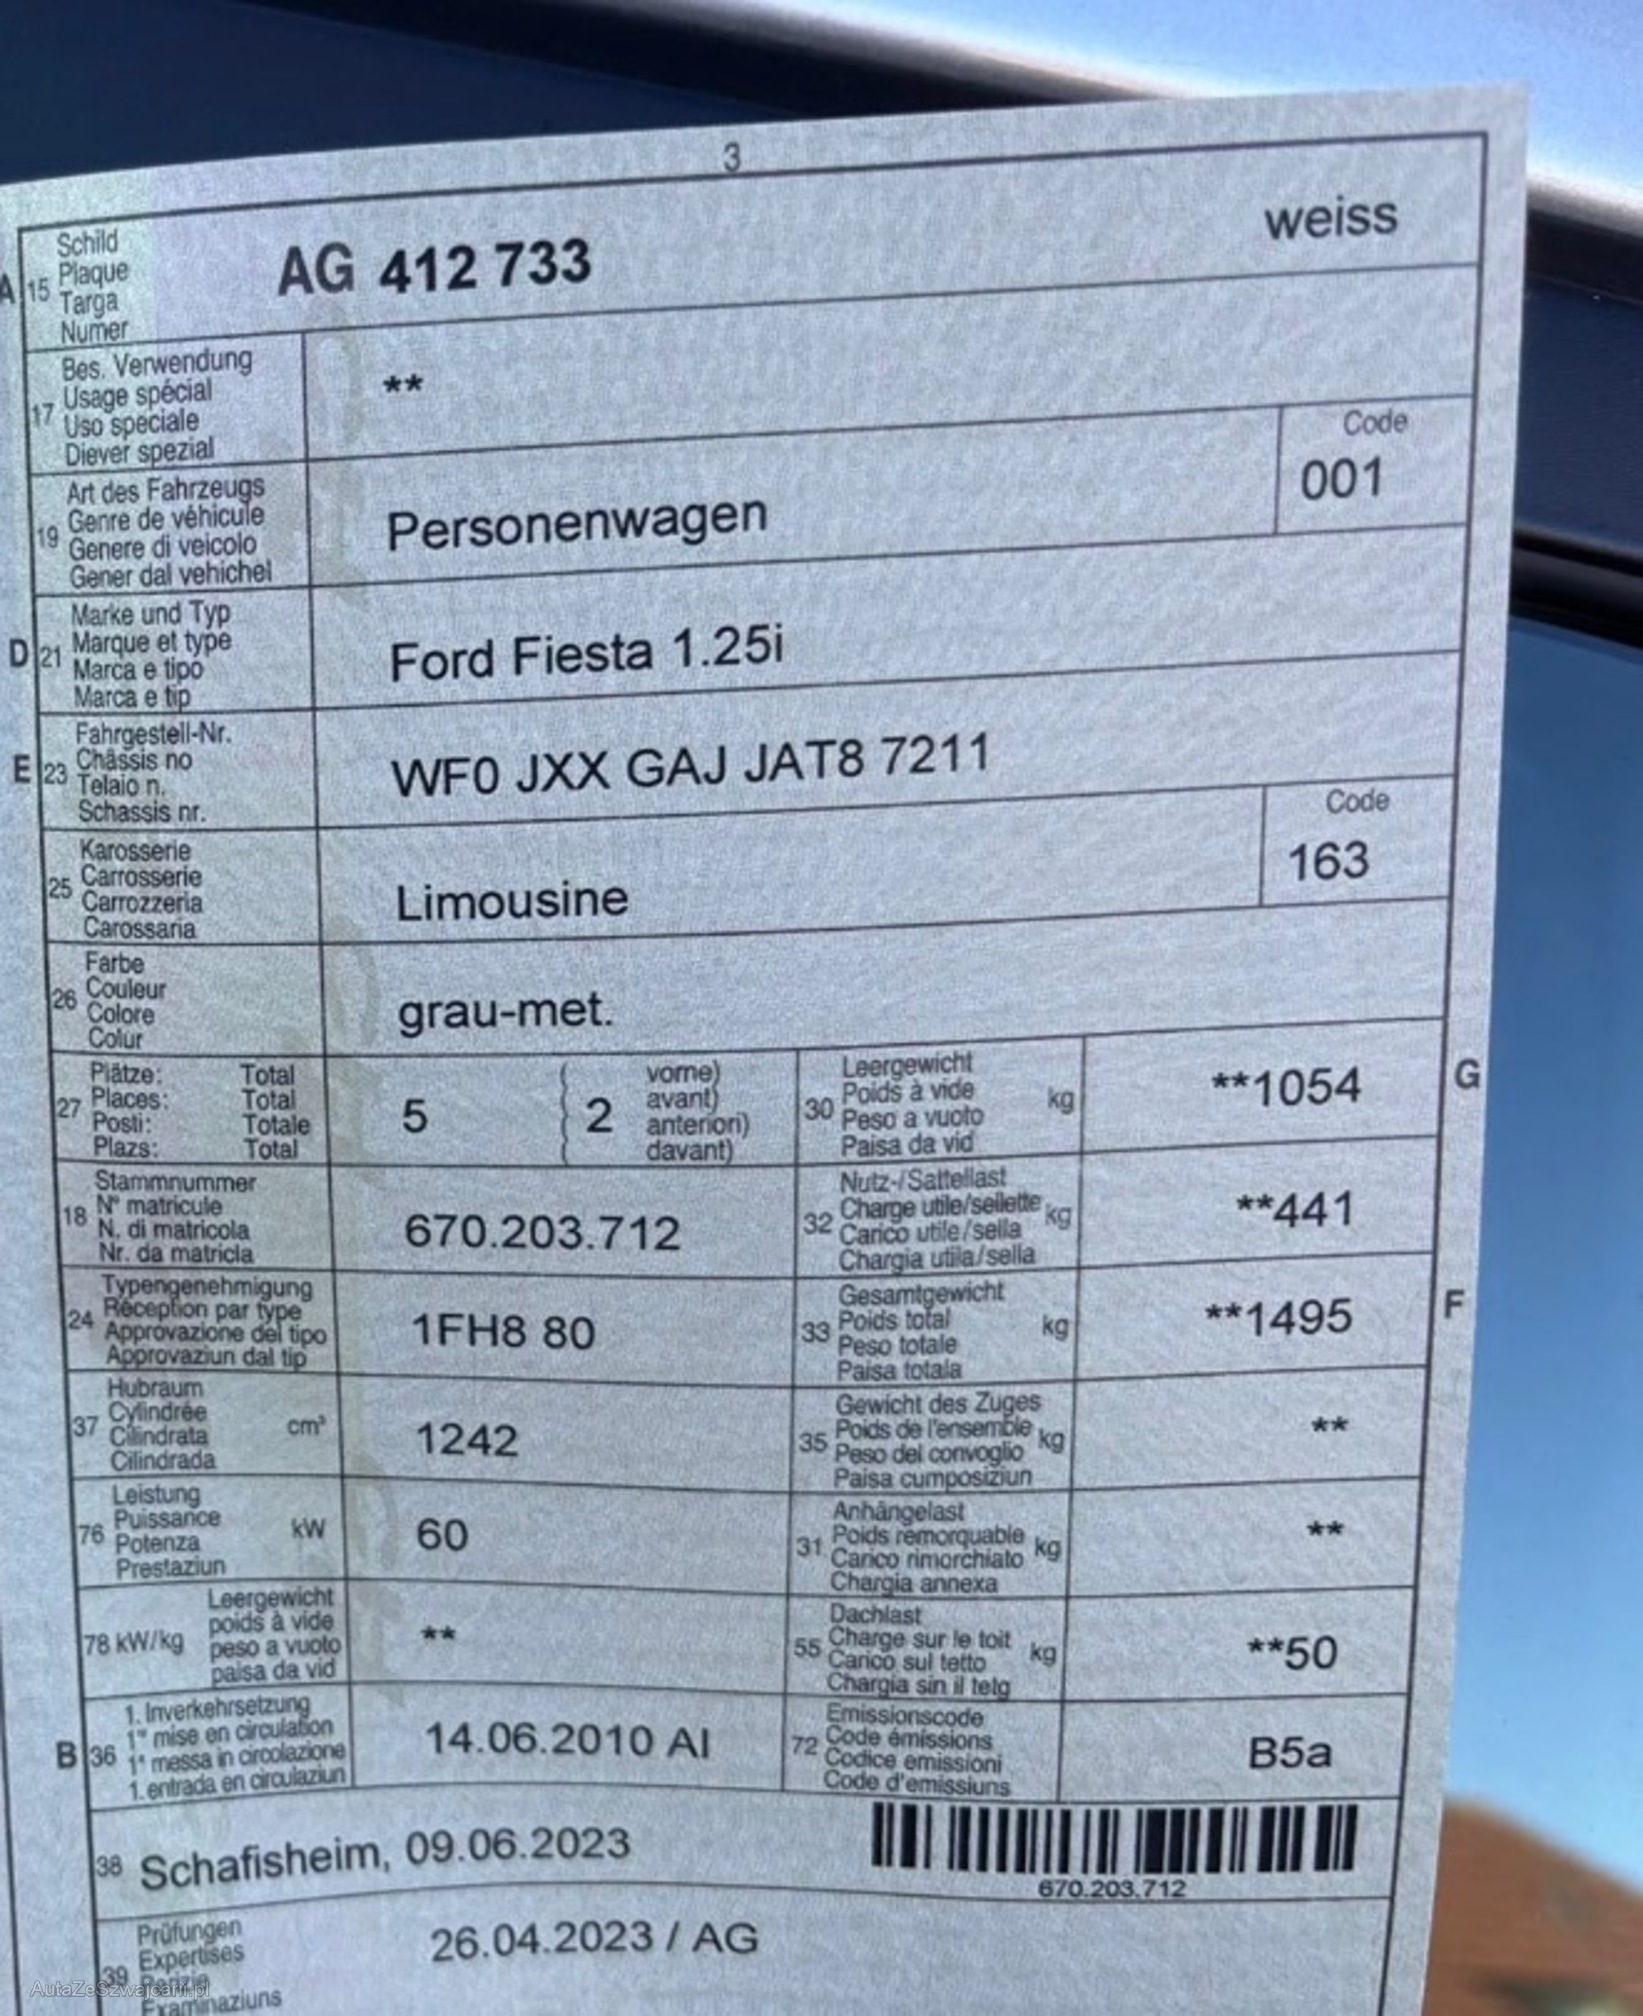 3
A 15 Schild
Plaque
Targa
Numer
AG 412 733
weiss
17 Bes. Verwendung
Usage spécial
Uso speciale
Diever spezial
**
19 Art des Fahrzeugs
Genre de véhicule
Genere di veicolo
Gener dal vehichel
Personenwagen
Code
001
D 21 Marke und Typ
Marque et type
Marca e tipo
Marca e tip
Ford Fiesta 1.25i
E 23 Fahrgestell-Nr.
Châssis no
Telaio n.
Schassis nr.
WF0 JXX GAJ JAT8 7211
25 Karosserie
Carrosserie
Carrozzeria
Carossaria
Limousine
Code
163
26 Farbe
Couleur
Colore
Colur
grau-met.
27 Plätze: Total
Places: Total
Posti: Totale
Plazs: Total
5 ( 2 vorne)
avant)
anteriori)
davant)
30 Leergewicht
Poids à vide kg
Peso a vuoto
Paisa da vid
**1054 G
18 Stammnummer
N° matricule
N. di matricola
Nr. da matricla
670.203.712
32 Nutz-/Sattellast
Charge utile/sellette kg
Carico utile/sella
Chargia utila/sella
**441
24 Typengenehmigung
Réception par type
Approvazione del tipo
Approvaziun dal tip
1FH8 80
33 Gesamtgewicht
Poids total kg
Peso totale
Paisa totala
**1495 F
37 Hubraum
Cylindrée cm³
Cilindrata
Cilindrada
1242
35 Gewicht des Zuges
Poids de l'ensemble kg
Peso del convoglio
Paisa cumposiziun
**
76 Leistung
Puissance kW
Potenza
Prestaziun
60
31 Anhängelast
Poids remorquable kg
Carico rimorchiato
Chargia annexa
**
78 kW/kg Leergewicht
poids à vide
peso a vuoto
paisa da vid
**
55 Dachlast
Charge sur le toit kg
Carico sul tetto
Chargia sin il tetg
**50
B 36 1. Inverkehrsetzung
1re mise en circulation
1a messa in circolazione
1. entrada en circulaziun
14.06.2010 AI
72 Emissionscode
Code émissions
Codice emissioni
Code d'emissiuns
B5a
38 Schafisheim, 09.06.2023
670.203.712
39 Prüfungen
Expertises
Examinaziuns
26.04.2023 / AG
AutaZeSzwajcarii.pl